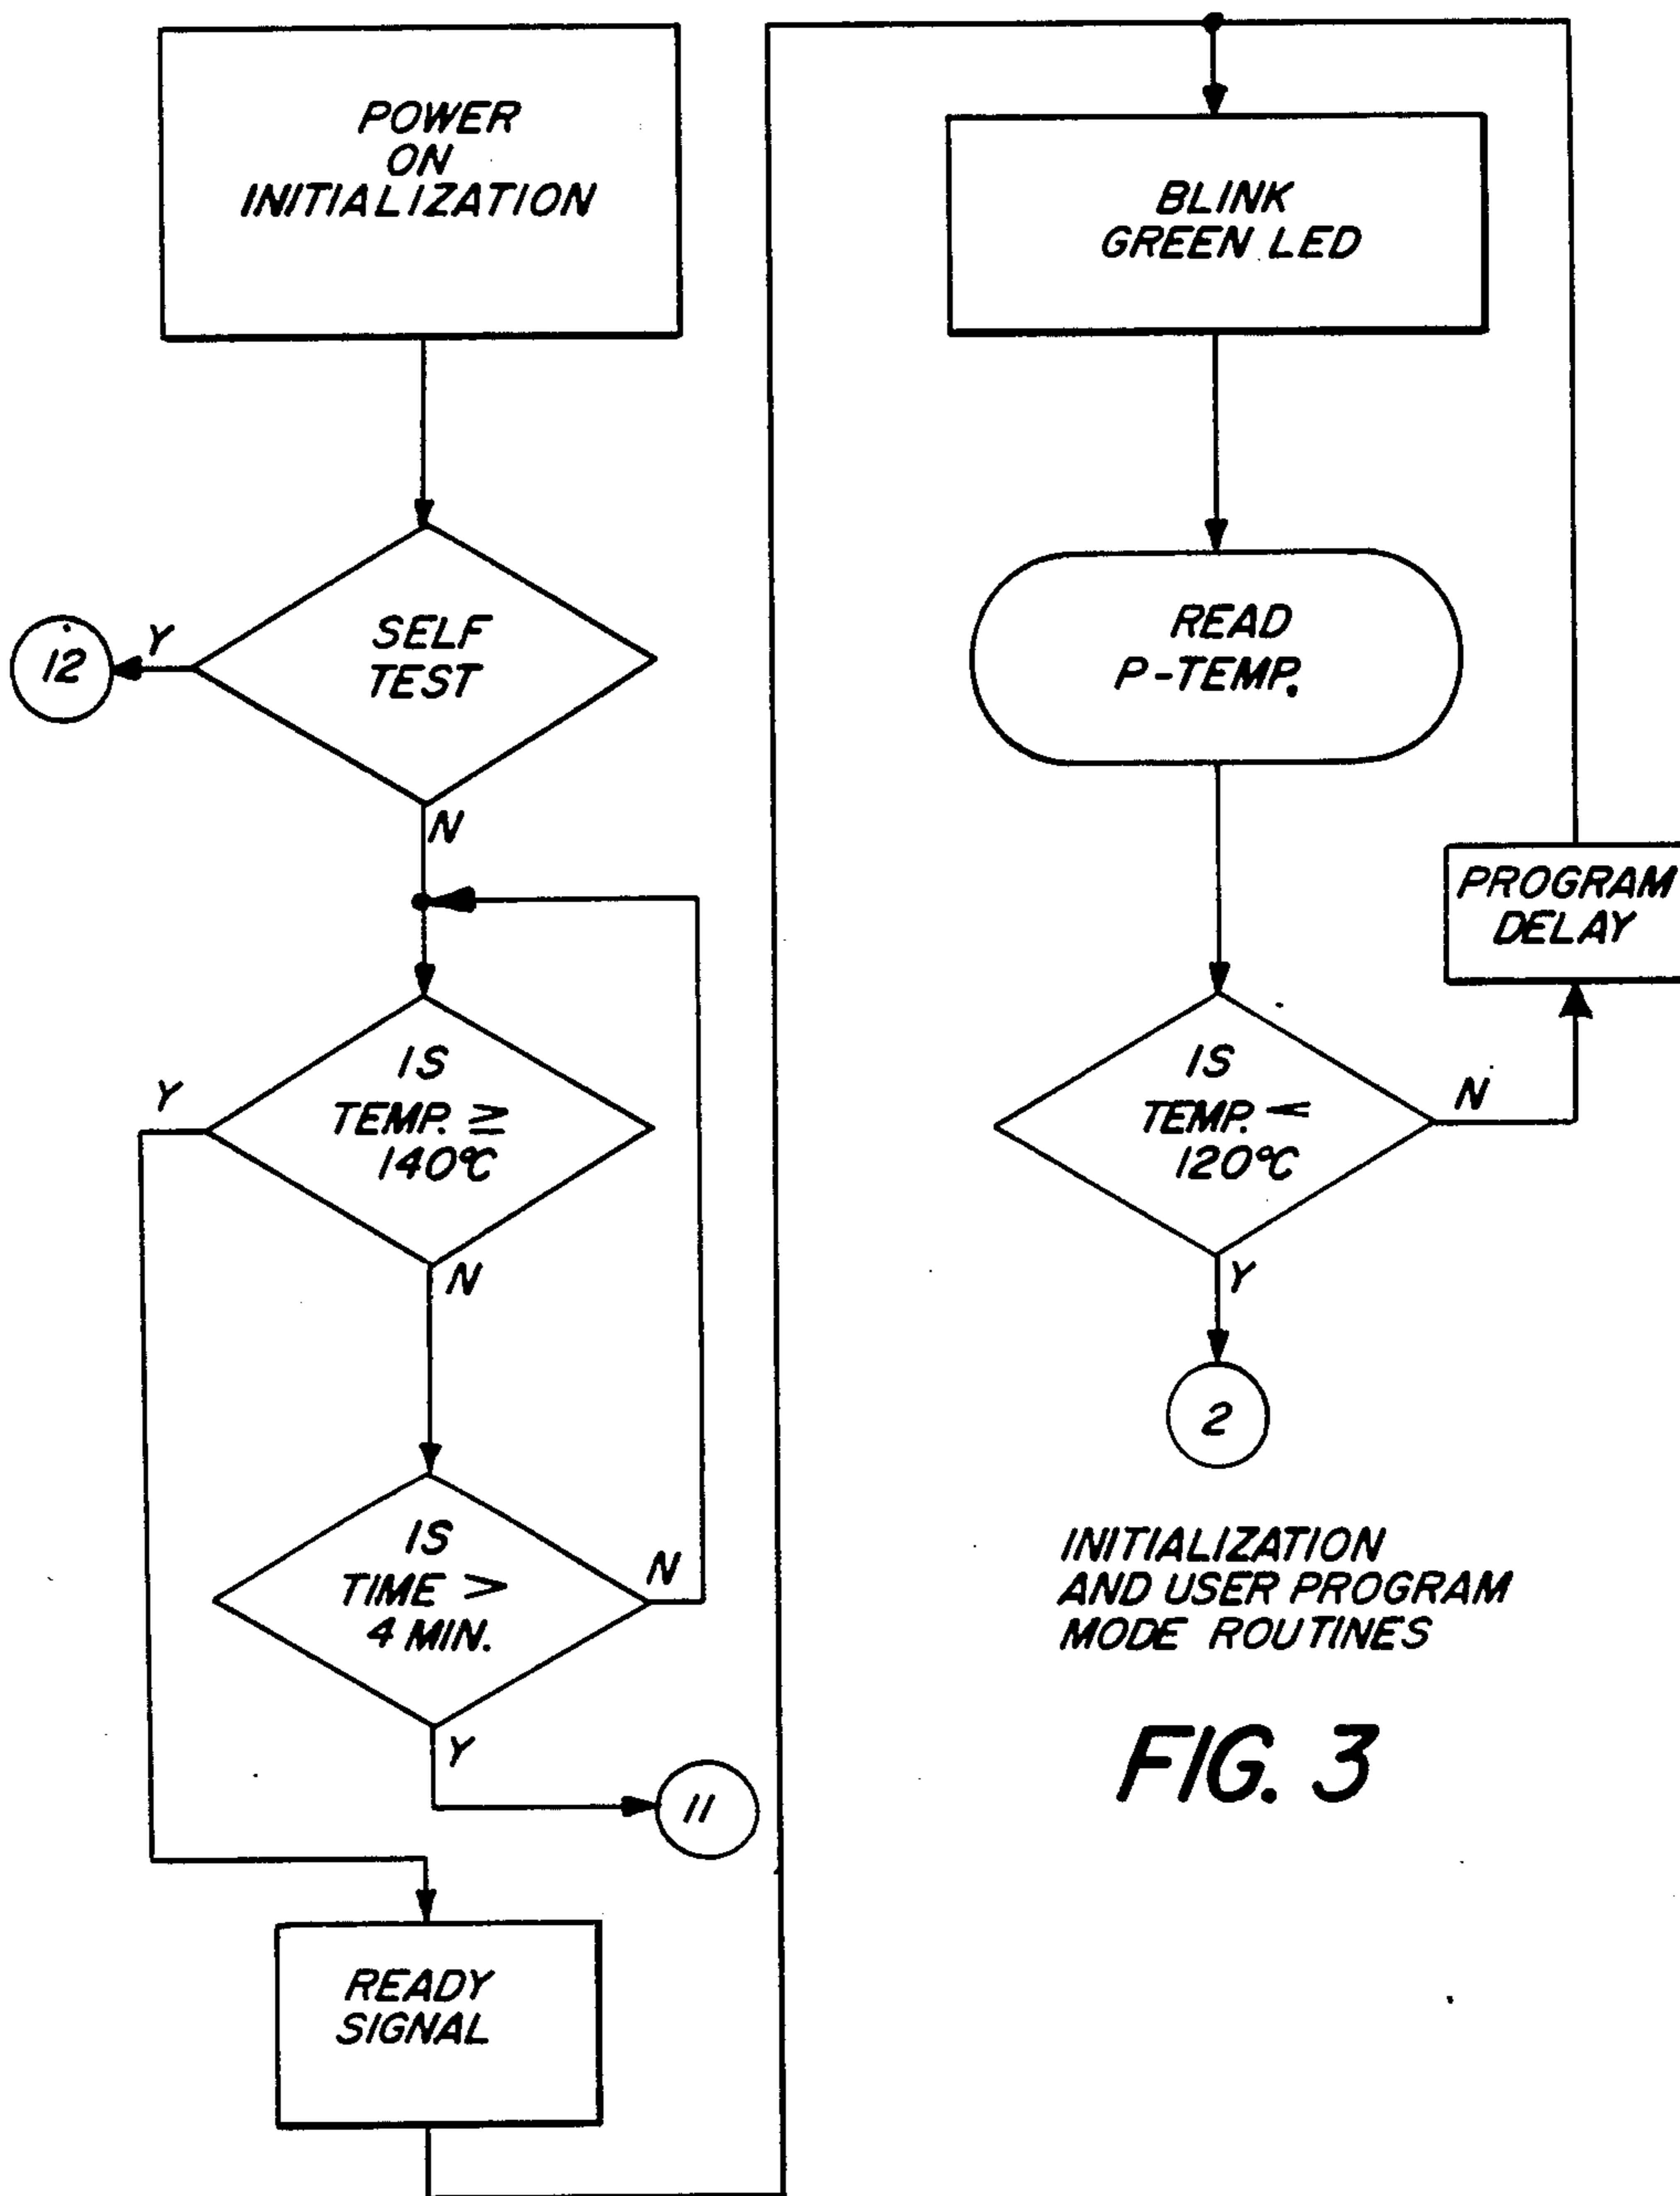 POWER
ON
INITIALIZATION
SELF
TEST
Y
12
N
IS
TEMP. ≥
140°C
Y
N
IS
TIME >
4 MIN.
N
Y
11
READY
SIGNAL
BLINK
GREEN LED
READ
P-TEMP.
PROGRAM
DELAY
IS
TEMP. <
120°C
N
Y
2
INITIALIZATION
AND USER PROGRAM
MODE ROUTINES
FIG. 3